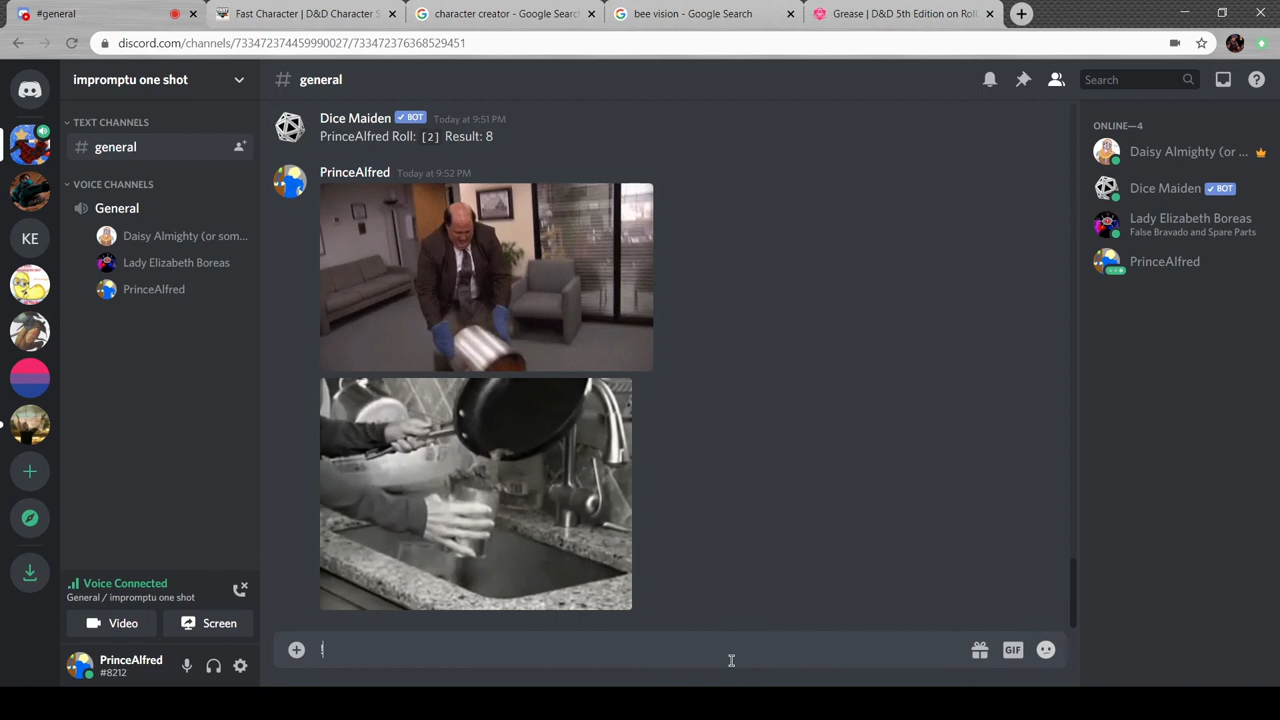 #general
Fast Character | D&D Character S
character creator - Google Search
bee vision - Google Search
Grease | D&D 5th Edition on Roll
discord.com/channels/733472374459990027/733472376368529451
impromptu one shot
# general
Search
TEXT CHANNELS
# general
VOICE CHANNELS
General
Daisy Almighty (or som...
Lady Elizabeth Boreas
PrinceAlfred
KE
Dice Maiden BOT Today at 9:51 PM
PrinceAlfred Roll: [2] Result: 8
PrinceAlfred Today at 9:52 PM
ONLINE—4
Daisy Almighty (or ...
Dice Maiden BOT
Lady Elizabeth Boreas
False Bravado and Spare Parts
PrinceAlfred
Voice Connected
General / impromptu one shot
Video Screen
PrinceAlfred
#8212
!
GIF